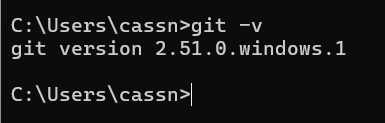 C:\Users\cassn>git -v
git version 2.51.0.windows.1
C:\Users\cassn>